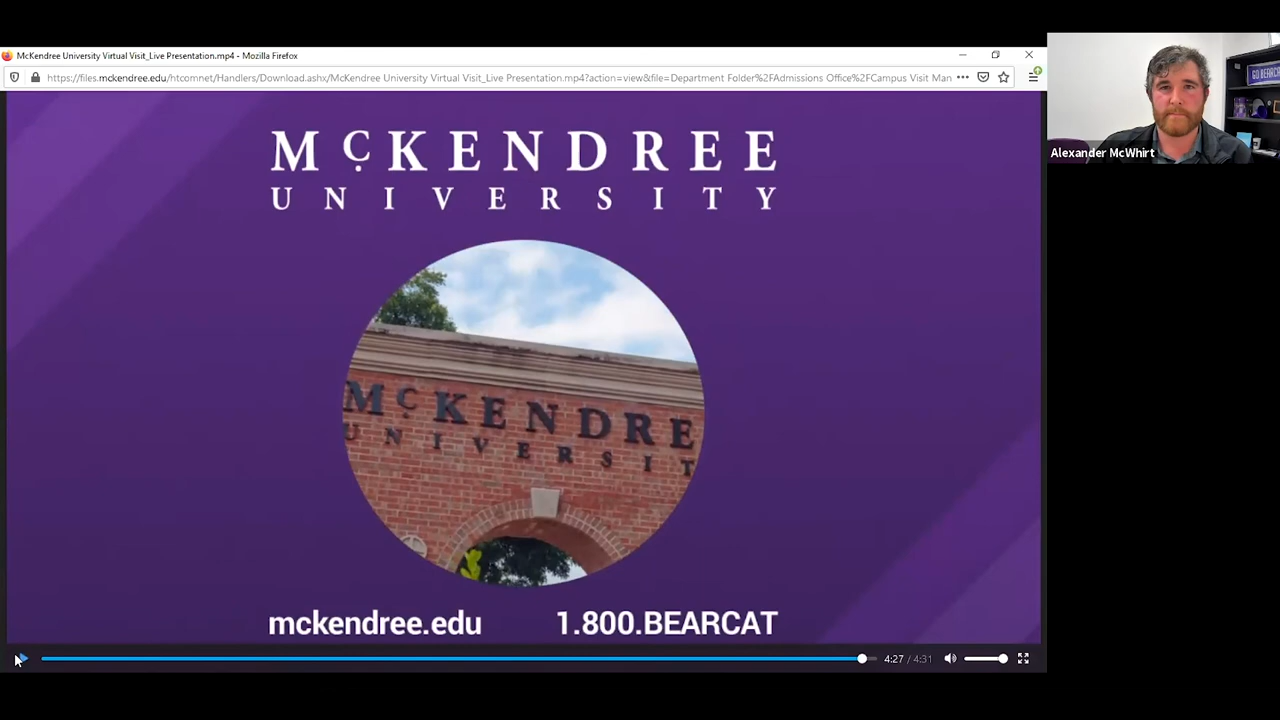 McKendree University Virtual Visit_Live Presentation.mp4 - Mozilla Firefox
https://files.mckendree.edu/htcomnet/Handlers/Download.ashx/McKendree University Virtual Visit_Live Presentation.mp4?action=view&file=Department Folder%2FAdmissions Office%2FCampus Visit Man
GO BEARC
Alexander McWhirt
MCKENDREE
UNIVERSITY
MCKENDREE
UNIVERSIT
mckendree.edu 1.800.BEARCAT
4:27 / 4:31